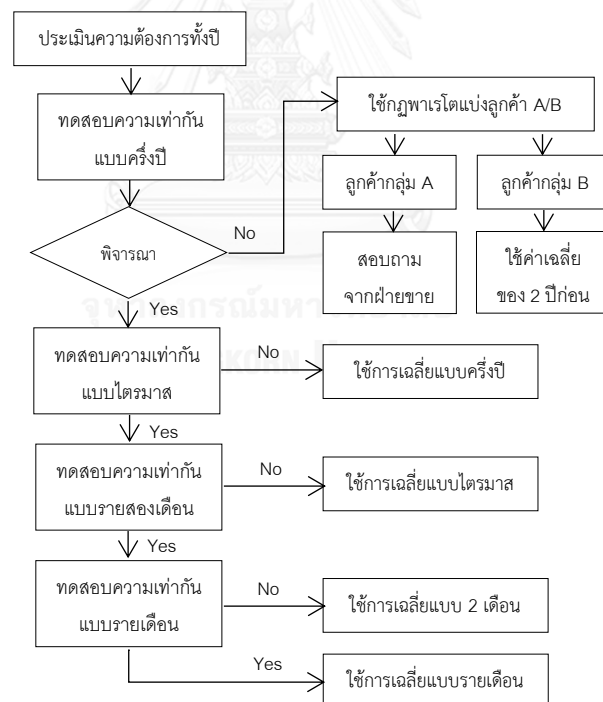 ประเมินความต้องการทั้งปี
ทดสอบความเท่ากัน
แบบครึ่งปี
ใช้กฏพาเรโตแบ่งลูกค้า A/B
ลูกค้ากลุ่ม A
ลูกค้ากลุ่ม B
พิจารณา
No
สอบถาม
จากฝ่ายขาย
ใช้ค่าเฉลี่ย
ของ 2 ปีก่อน
Yes
ทดสอบความเท่ากัน
แบบไตรมาส
No
ใช้การเฉลี่ยแบบครึ่งปี
Yes
ทดสอบความเท่ากัน
แบบรายสองเดือน
No
ใช้การเฉลี่ยแบบไตรมาส
Yes
ทดสอบความเท่ากัน
แบบรายเดือน
No
ใช้การเฉลี่ยแบบ 2 เดือน
Yes
ใช้การเฉลี่ยแบบรายเดือน